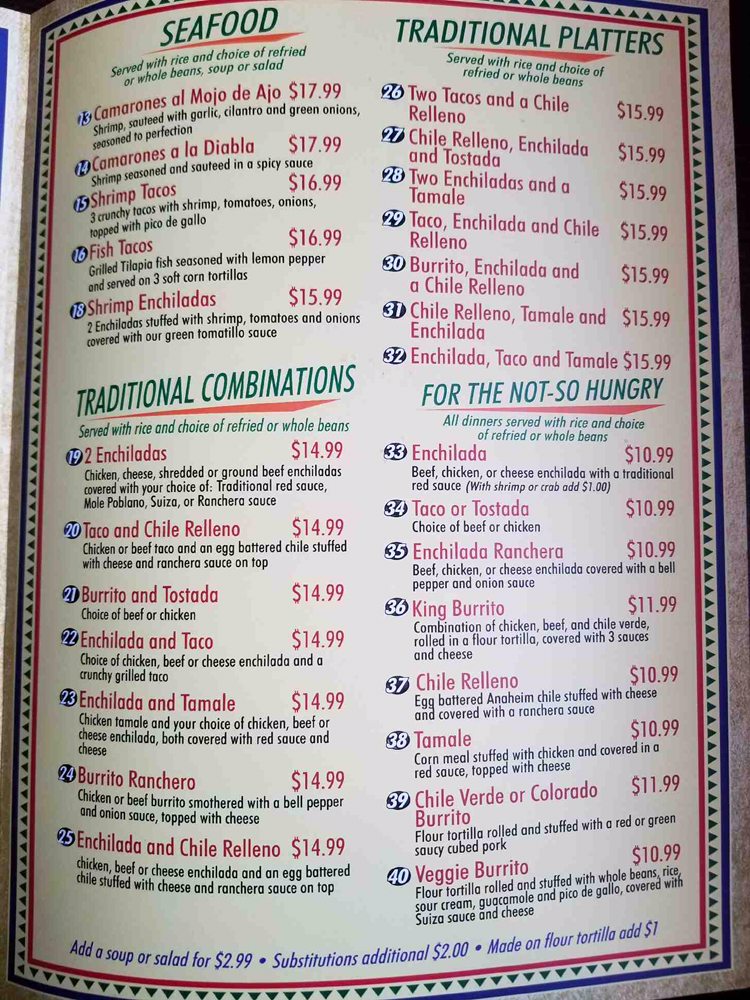 SEAFOOD
Served with rice and choice of refried
or whole beans, soup or salad
13 Camarones al Mojo de Ajo $17.99
Shrimp, sauteed with garlic, cilantro and green onions,
seasoned to perfection
14 Camarones a la Diabla $17.99
Shrimp seasoned and sauteed in a spicy sauce
15 Shrimp Tacos $16.99
3 crunchy tacos with shrimp, tomatoes, onions,
topped with pico de gallo
16 Fish Tacos $16.99
Grilled Tilapia fish seasoned with lemon pepper
and served on 3 soft corn tortillas
18 Shrimp Enchiladas $15.99
2 Enchiladas stuffed with shrimp, tomatoes and onions
covered with our green tomatillo sauce
TRADITIONAL COMBINATIONS
Served with rice and choice of refried or whole beans
19 2 Enchiladas $14.99
Chicken, cheese, shredded or ground beef enchiladas
covered with your choice of: Traditional red sauce,
Mole Poblano, Suiza, or Ranchera sauce
20 Taco and Chile Relleno $14.99
Chicken or beef taco and an egg battered chile stuffed
with cheese and ranchera sauce on top
21 Burrito and Tostada $14.99
Choice of beef or chicken
22 Enchilada and Taco $14.99
Choice of chicken, beef or cheese enchilada and a
crunchy grilled taco
23 Enchilada and Tamale $14.99
Chicken tamale and your choice of chicken, beef or
cheese enchilada, both covered with red sauce and
cheese
24 Burrito Ranchero $14.99
Chicken or beef burrito smothered with a bell pepper
and onion sauce, topped with cheese
25 Enchilada and Chile Relleno $14.99
chicken, beef or cheese enchilada and an egg battered
chile stuffed with cheese and ranchera sauce on top
TRADITIONAL PLATTERS
Served with rice and choice of
refried or whole beans
26 Two Tacos and a Chile
Relleno $15.99
27 Chile Relleno, Enchilada
and Tostada $15.99
28 Two Enchiladas and a
Tamale $15.99
29 Taco, Enchilada and Chile
Relleno $15.99
30 Burrito, Enchilada and
a Chile Relleno $15.99
31 Chile Relleno, Tamale and
Enchilada $15.99
32 Enchilada, Taco and Tamale $15.99
FOR THE NOT-SO HUNGRY
All dinners served with rice and choice
of refried or whole beans
33 Enchilada $10.99
Beef, chicken, or cheese enchilada with a traditional
red sauce (With shrimp or crab add $1.00)
34 Taco or Tostada $10.99
Choice of beef or chicken
35 Enchilada Ranchera $10.99
Beef, chicken, or cheese enchilada covered with a bell
pepper and onion sauce
36 King Burrito $11.99
Combination of chicken, beef, and chile verde,
rolled in a flour tortilla, covered with 3 sauces
and cheese
37 Chile Relleno $10.99
Egg battered Anaheim chile stuffed with cheese
and covered with a ranchera sauce
38 Tamale $10.99
Corn meal stuffed with chicken and covered in a
red sauce, topped with cheese
39 Chile Verde or Colorado $11.99
Burrito
Flour tortilla rolled and stuffed with a red or green
saucy cubed pork
40 Veggie Burrito $10.99
Flour tortilla rolled and stuffed with whole beans, rice,
sour cream, guacamole and pico de gallo, covered with
Suiza sauce and cheese
Add a soup or salad for $2.99 • Substitutions additional $2.00 • Made on flour tortilla add $1